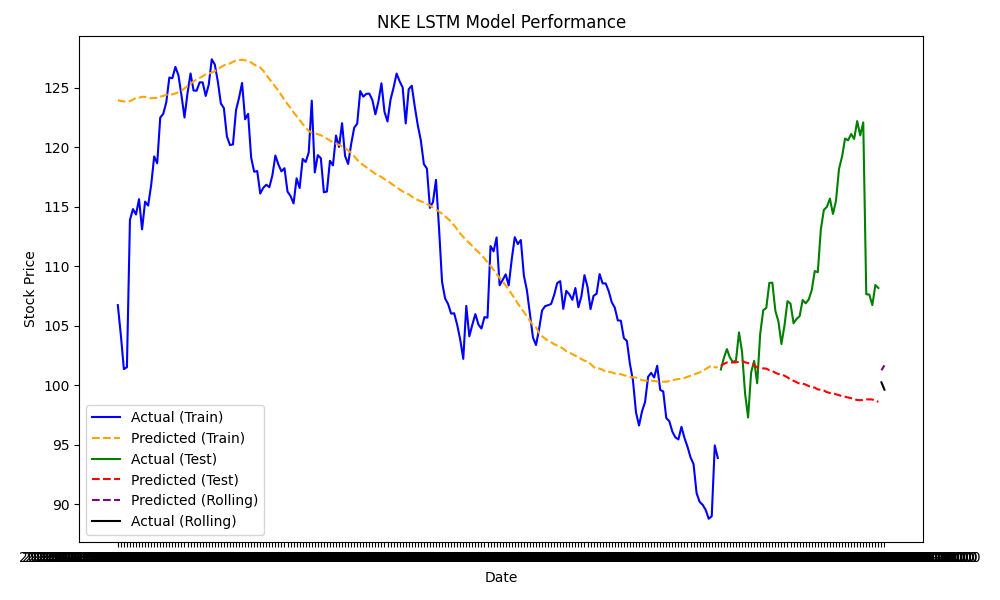 NKE LSTM Model Performance
Stock Price
125
120
115
110
105
100
95
90
Actual (Train)
Predicted (Train)
Actual (Test)
Predicted (Test)
Predicted (Rolling)
Actual (Rolling)
Date